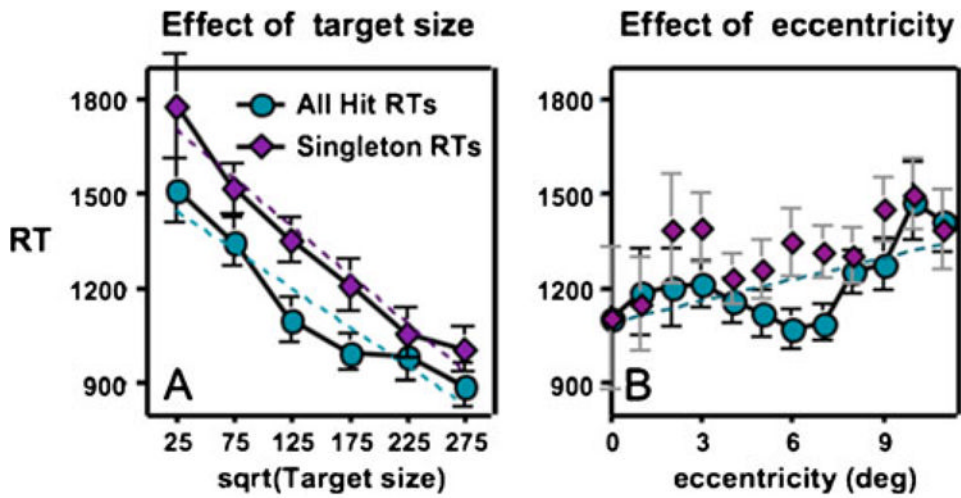 Effect of target size
Effect of eccentricity
1800
1500
1200
900
RT
All Hit RTs
Singleton RTs
A
25 75 125 175 225 275
sqrt(Target size)
1800
1500
1200
900
B
0 3 6 9
eccentricity (deg)